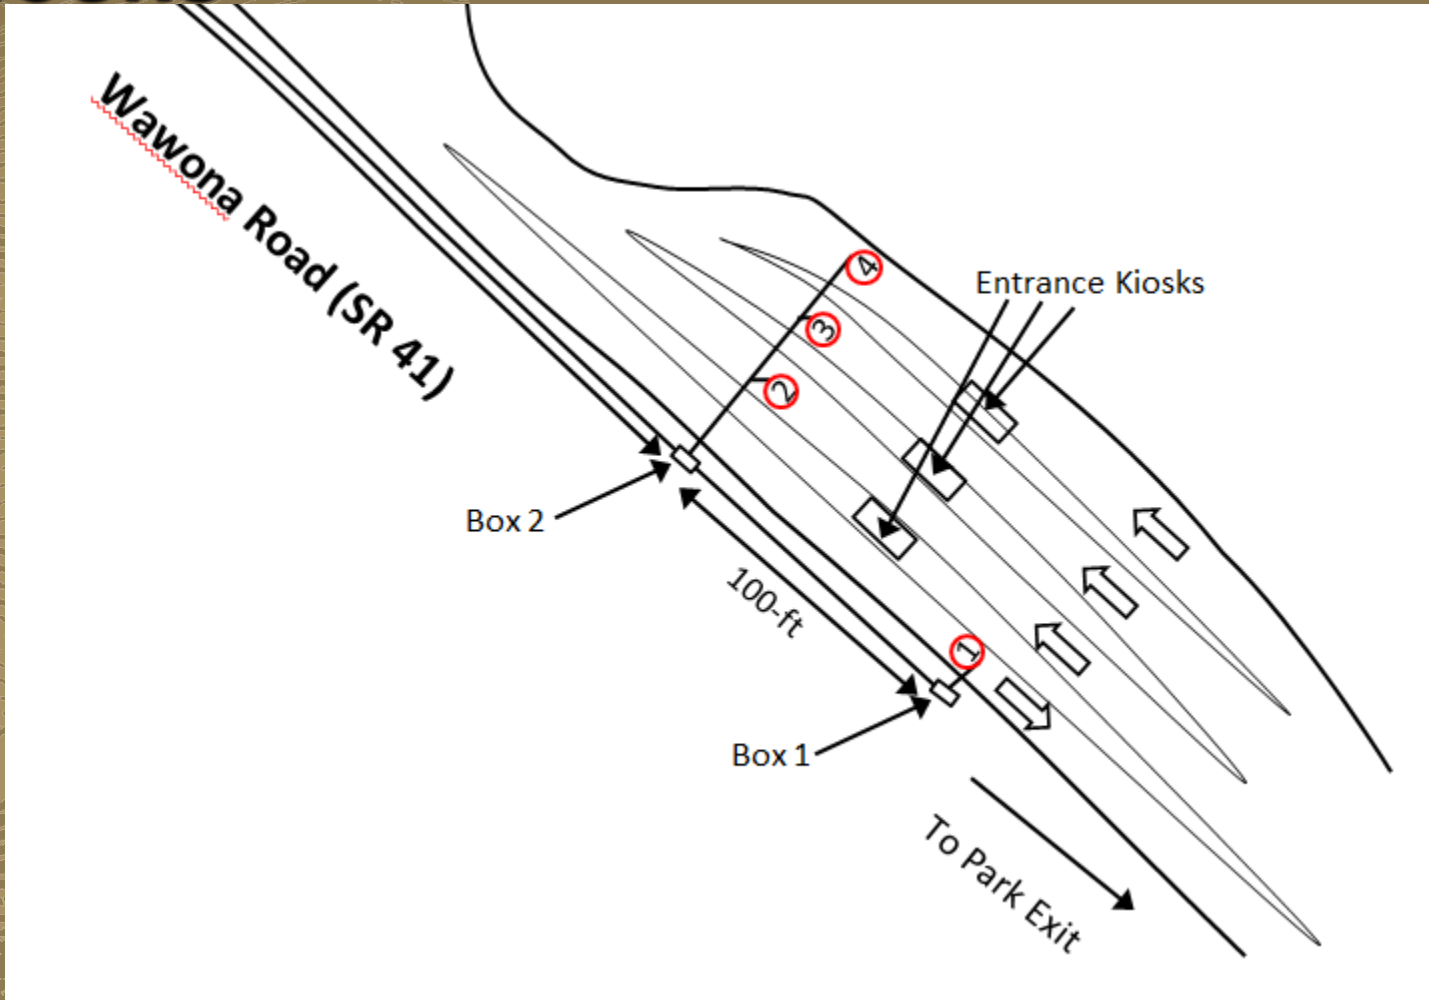 Wawona Road (SR 41)
4
Entrance Kiosks
3
2
Box 2
100-ft
1
Box 1
To Park Exit